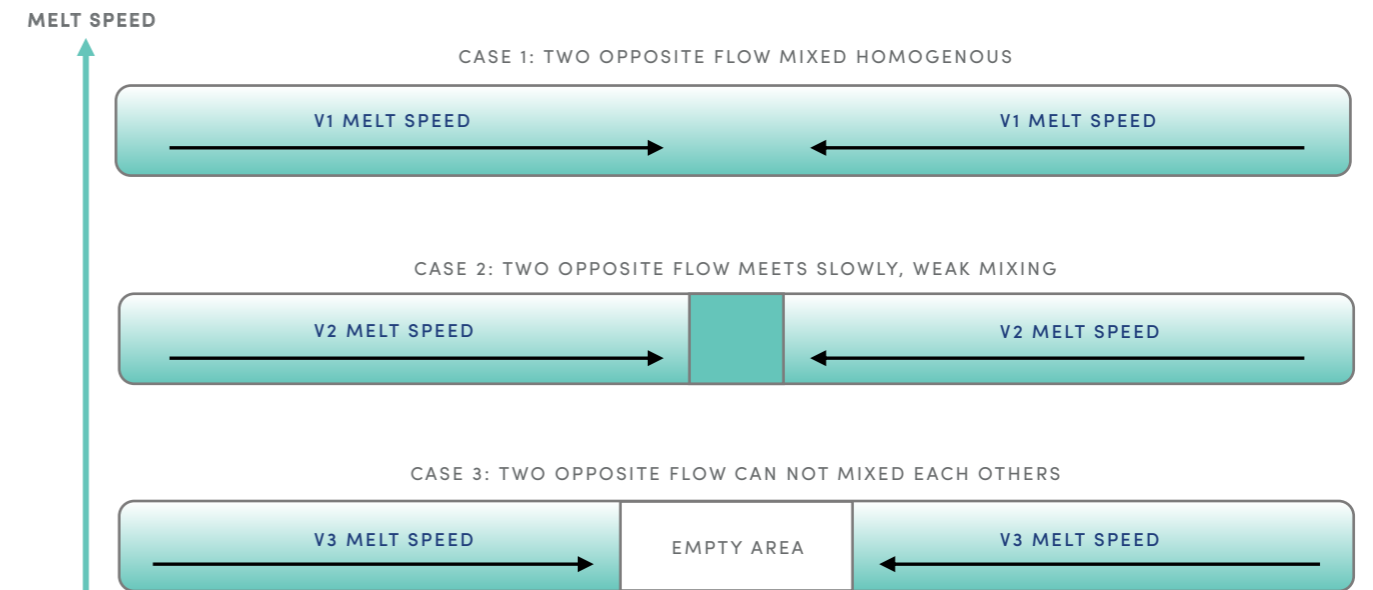 MELT SPEED
CASE 1: TWO OPPOSITE FLOW MIXED HOMOGENOUS
V1 MELT SPEED
V1 MELT SPEED
CASE 2: TWO OPPOSITE FLOW MEETS SLOWLY, WEAK MIXING
V2 MELT SPEED
V2 MELT SPEED
CASE 3: TWO OPPOSITE FLOW CAN NOT MIXED EACH OTHERS
V3 MELT SPEED
EMPTY AREA
V3 MELT SPEED